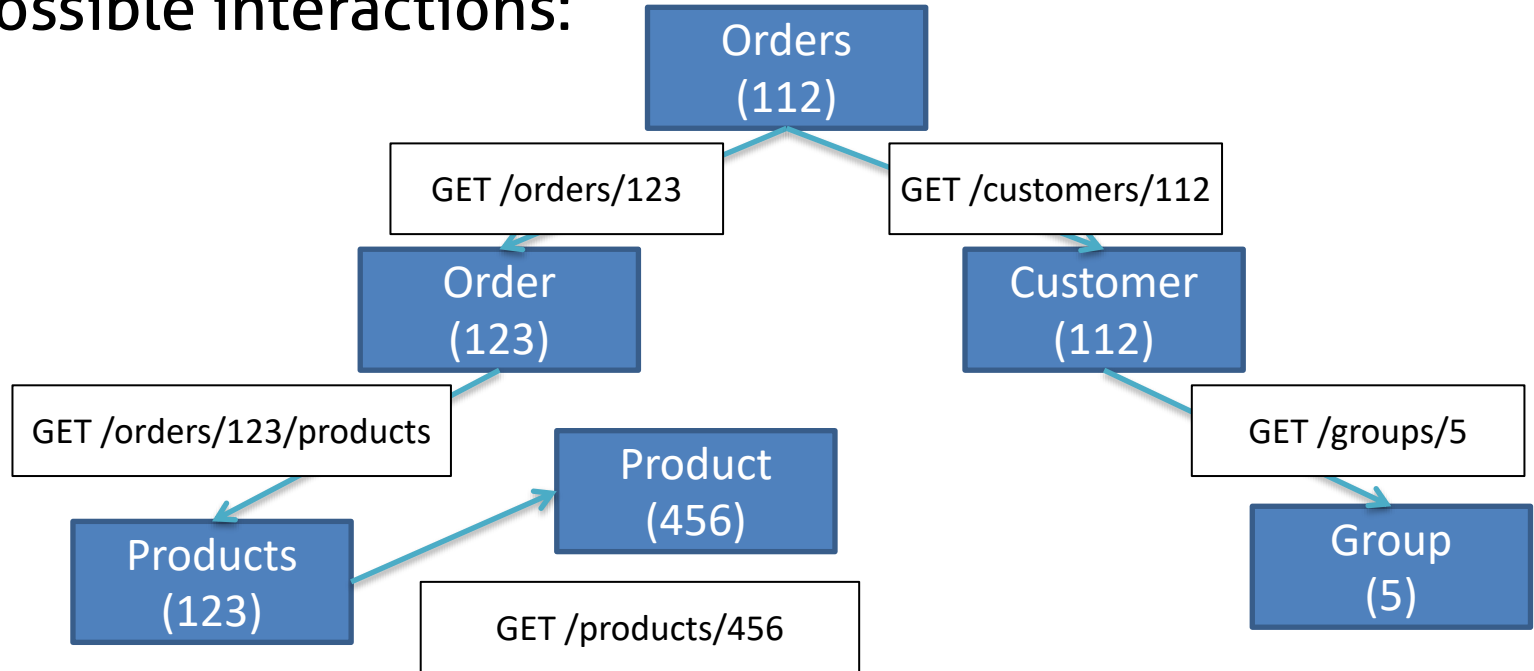 ossible interactions:
Orders
(112)
GET /orders/123
GET /customers/112
Order
(123)
Customer
(112)
GET /orders/123/products
GET /groups/5
Product
(456)
Products
(123)
Group
(5)
GET /products/456